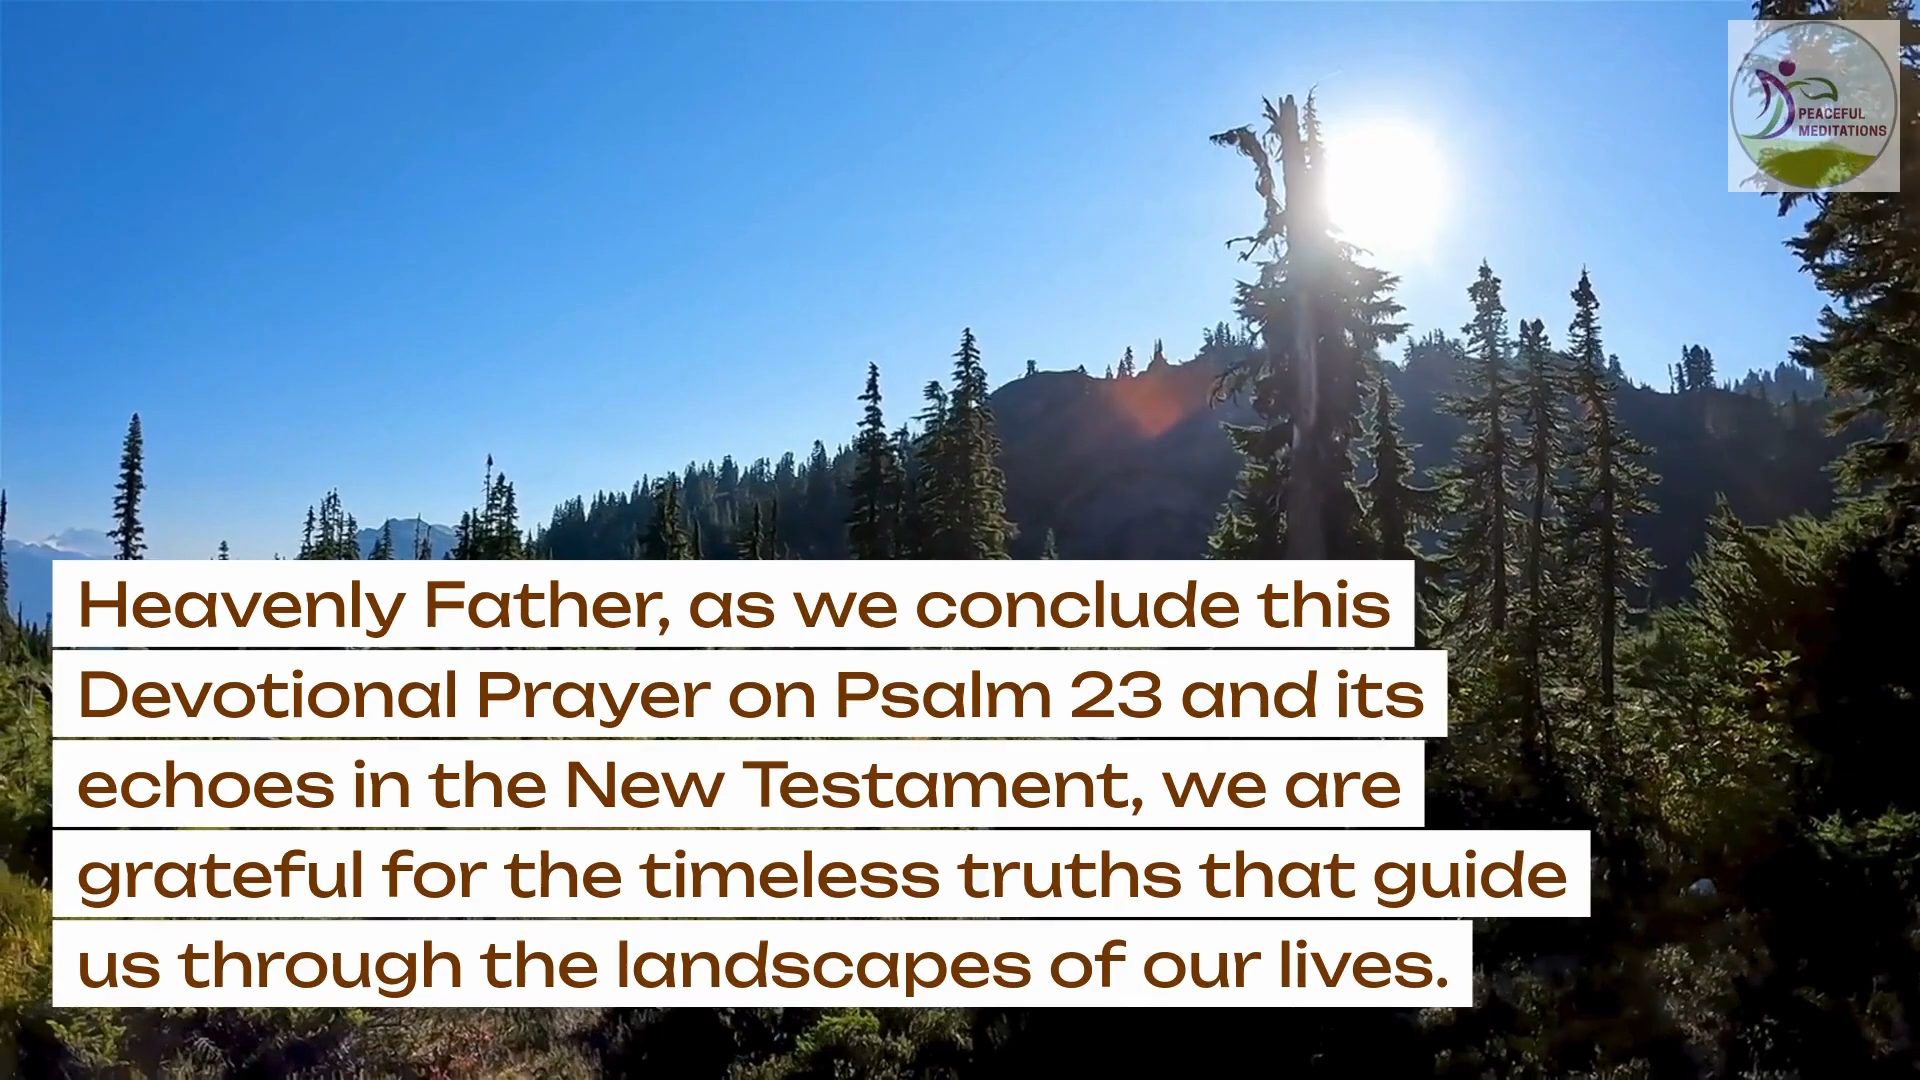 PEACEFUL
MEDITATIONS
Heavenly Father, as we conclude this
Devotional Prayer on Psalm 23 and its
echoes in the New Testament, we are
grateful for the timeless truths that guide
us through the landscapes of our lives.